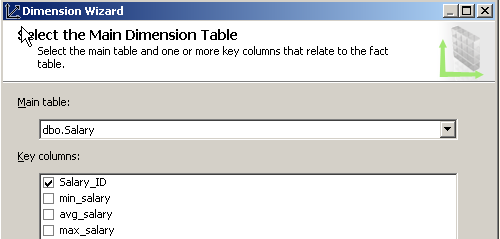 Dimension Wizard
Select the Main Dimension Table
Select the main table and one or more key columns that relate to the fact
table.
Main table:
dbo.Salary
Key columns:
Salary_ID
min_salary
avg_salary
max_salary